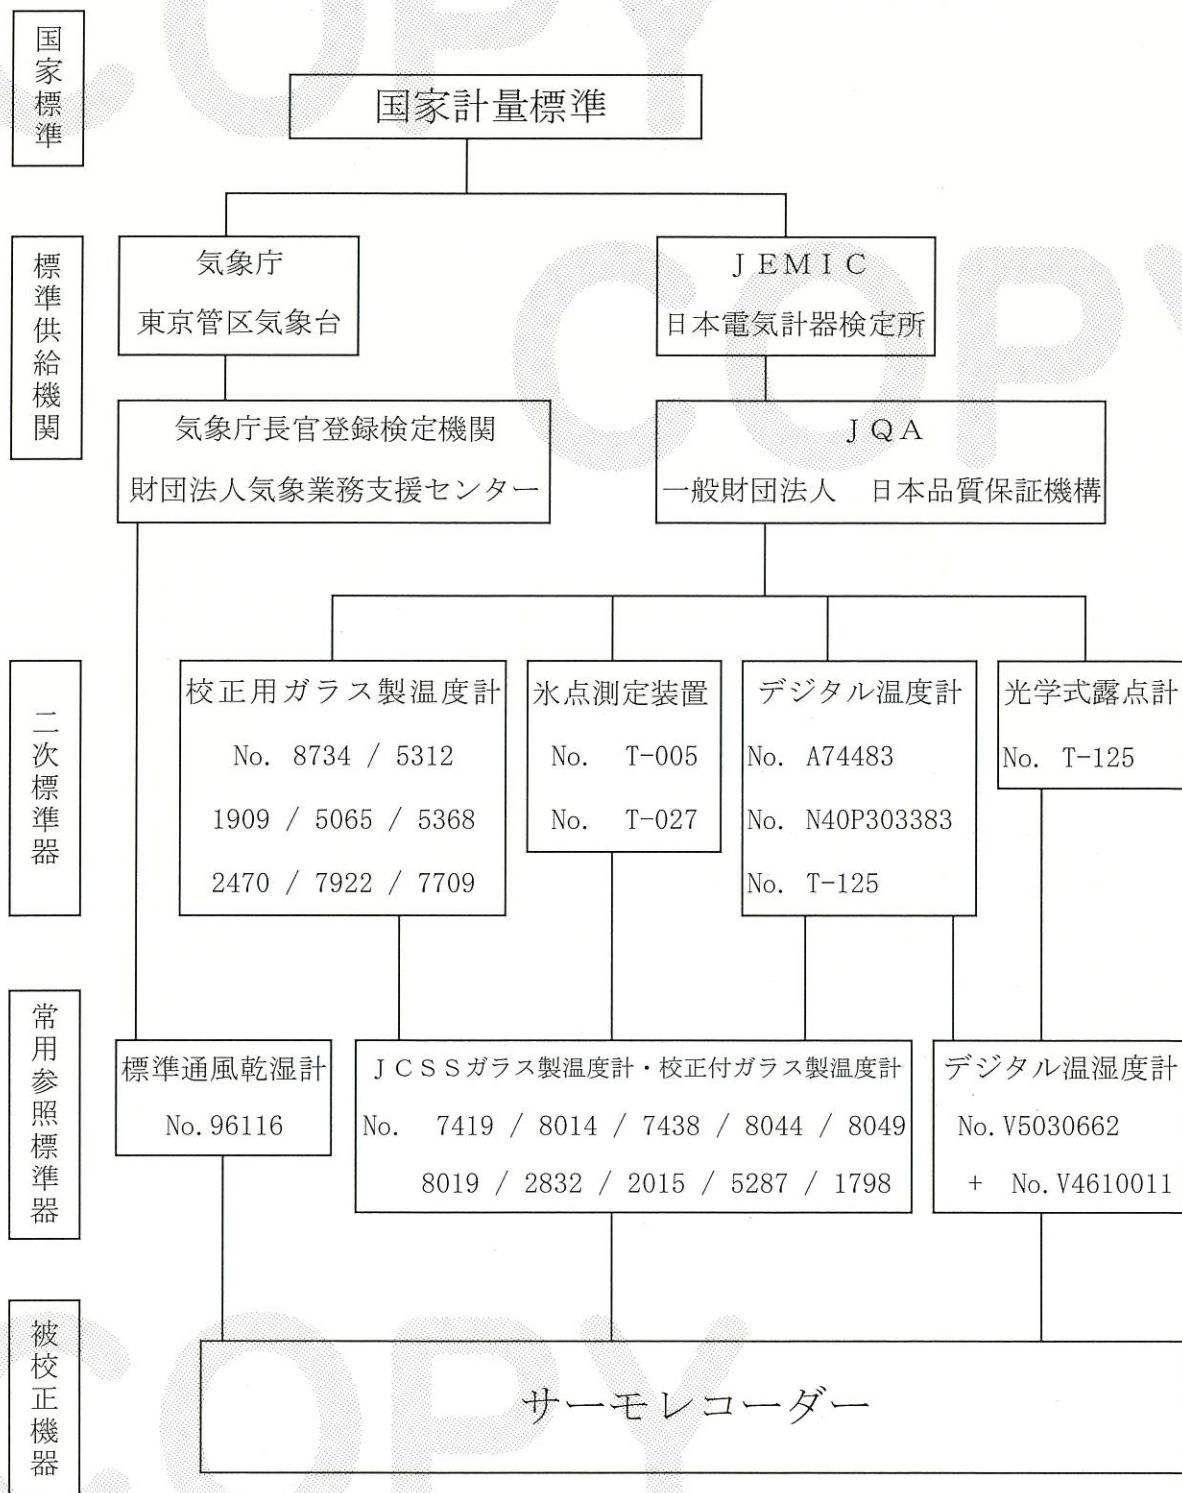 国家標準
国家計量標準
標準供給機関
気象庁
東京管区気象台
JEMIC
日本電気計器検定所
気象庁長官登録検定機関
財団法人気象業務支援センター
JQA
一般財団法人　日本品質保証機構
二次標準器
校正用ガラス製温度計
No. 8734 / 5312
1909 / 5065 / 5368
2470 / 7922 / 7709
氷点測定装置
No. T-005
No. T-027
デジタル温度計
No. A74483
No. N40P303383
No. T-125
光学式露点計
No. T-125
常用参照標準器
標準通風乾湿計
No.96116
JCSSガラス製温度計・校正付ガラス製温度計
No. 7419 / 8014 / 7438 / 8044 / 8049
8019 / 2832 / 2015 / 5287 / 1798
デジタル温湿度計
No.V5030662
+ No.V4610011
被校正機器
サーモレコーダー
COPY
COPY
COPY